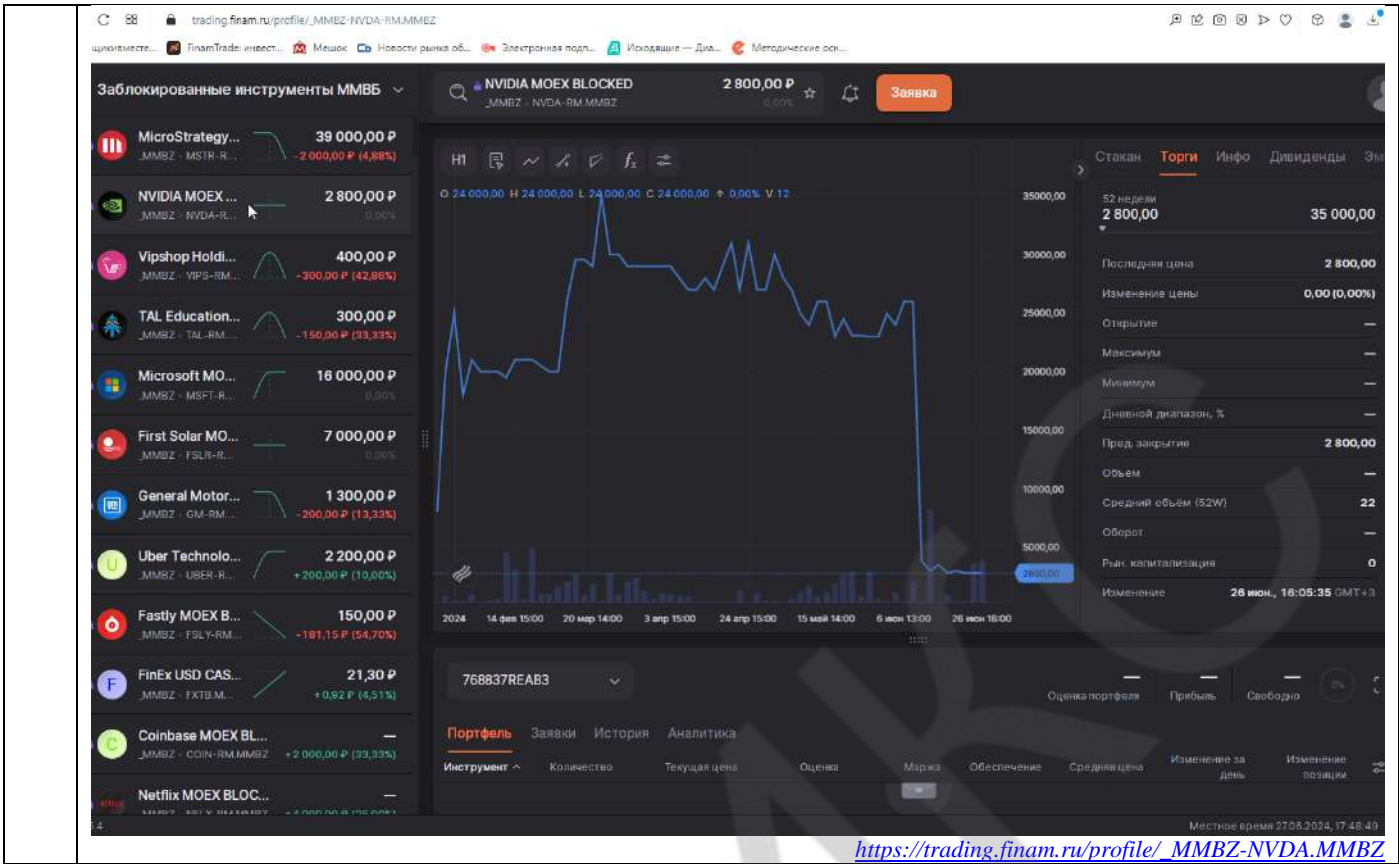 trading.finam.ru/profile/_MMBZ-NVDA-RM.MMBZ
щикивместе... FinamTrade: инвест... Мешок Новости рынка об... Электронная подп... Исходящие — Диа... Методические осн...
Заблокированные инструменты ММВБ
NVIDIA MOEX BLOCKED 2 800,00 ₽
_MMBZ · NVDA-RM.MMBZ 0,00%
Заявка
MicroStrategy... 39 000,00 ₽
_MMBZ · MSTR-R... -2 000,00 ₽ (4,88%)
NVIDIA MOEX ... 2 800,00 ₽
_MMBZ · NVDA-R... 0,00%
Vipshop Holdi... 400,00 ₽
_MMBZ · VIPS-RM... -300,00 ₽ (42,86%)
TAL Education... 300,00 ₽
_MMBZ · TAL-RM.... -150,00 ₽ (33,33%)
Microsoft MO... 16 000,00 ₽
_MMBZ · MSFT-R... 0,00%
First Solar MO... 7 000,00 ₽
_MMBZ · FSLR-R... 0,00%
General Motor... 1 300,00 ₽
_MMBZ · GM-RM.... -200,00 ₽ (13,33%)
Uber Technolo... 2 200,00 ₽
_MMBZ · UBER-R... +200,00 ₽ (10,00%)
Fastly MOEX B... 150,00 ₽
_MMBZ · FSLY-RM... -181,15 ₽ (54,70%)
FinEx USD CAS... 21,30 ₽
_MMBZ · FXTB.M... +0,92 ₽ (4,51%)
Coinbase MOEX BL... —
_MMBZ · COIN-RM.MMBZ +2 000,00 ₽ (33,33%)
Netflix MOEX BLOC... —
H1
O 24 000,00 H 24 000,00 L 24 000,00 C 24 000,00 ↑ 0,00% V 12
35000,00
30000,00
25000,00
20000,00
15000,00
10000,00
5000,00
2800,00
2024 14 фев 15:00 20 мар 14:00 3 апр 15:00 24 апр 15:00 15 май 14:00 6 июн 13:00 26 июн 16:00
Стакан Торги Инфо Дивиденды Эм
52 недели
2 800,00 35 000,00
Последняя цена 2 800,00
Изменение цены 0,00 (0,00%)
Открытие —
Максимум —
Минимум —
Дневной диапазон, % —
Пред. закрытие 2 800,00
Объем —
Средний объём (52W) 22
Оборот —
Рын. капитализация 0
Изменение 26 июн., 16:05:35 GMT+3
768837REAB3
— — —
Оценка портфеля Прибыль Свободно 0%
Портфель Заявки История Аналитика
Инструмент Количество Текущая цена Оценка Маржа Обеспечение Средняя цена Изменение за день Изменение позиции
Местное время 27.06.2024, 17:48:49
https://trading.finam.ru/profile/_MMBZ-NVDA.MMBZ